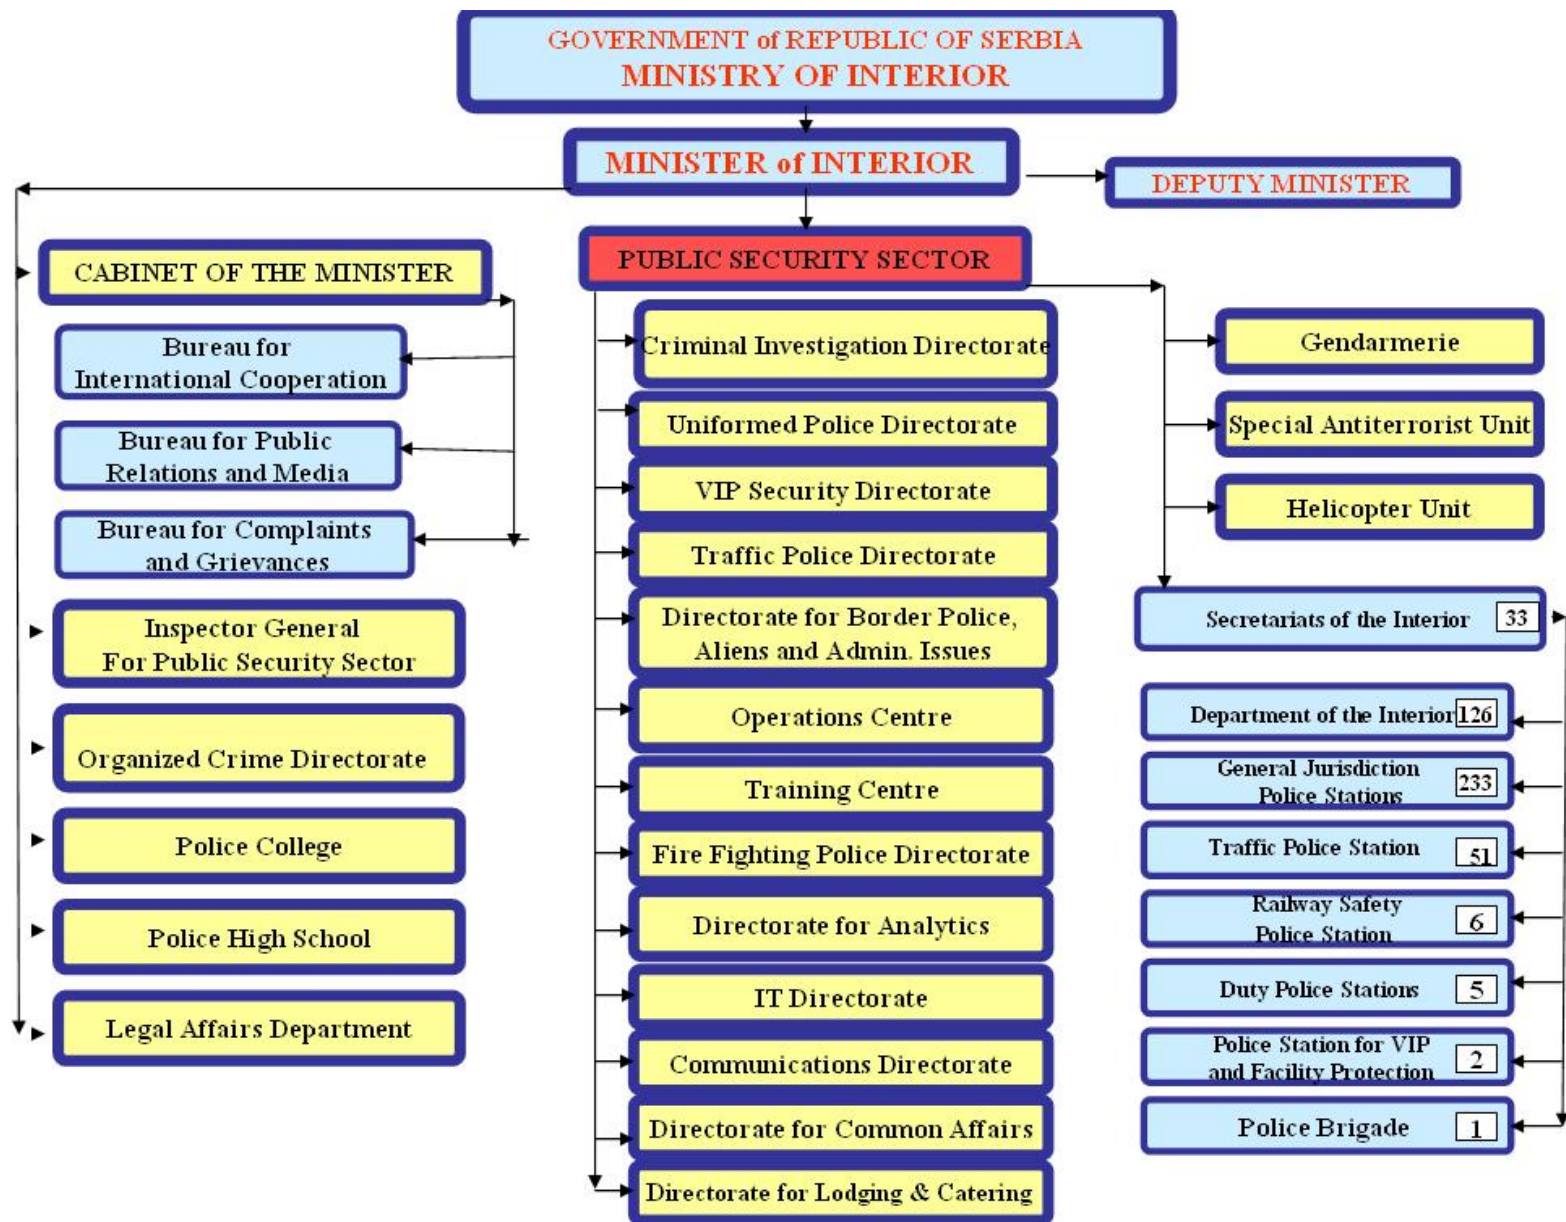 GOVERNMENT of REPUBLIC OF SERBIA
MINISTRY OF INTERIOR
MINISTER of INTERIOR
DEPUTY MINISTER
CABINET OF THE MINISTER
Bureau for
International Cooperation
Bureau for Public
Relations and Media
Bureau for Complaints
and Grievances
Inspector General
For Public Security Sector
Organized Crime Directorate
Police College
Police High School
Legal Affairs Department
PUBLIC SECURITY SECTOR
Criminal Investigation Directorate
Uniformed Police Directorate
VIP Security Directorate
Traffic Police Directorate
Directorate for Border Police,
Aliens and Admin. Issues
Operations Centre
Training Centre
Fire Fighting Police Directorate
Directorate for Analytics
IT Directorate
Communications Directorate
Directorate for Common Affairs
Directorate for Lodging & Catering
Gendarmerie
Special Antiterrorist Unit
Helicopter Unit
Secretariats of the Interior 33
Department of the Interior 126
General Jurisdiction
Police Stations 233
Traffic Police Station 51
Railway Safety
Police Station 6
Duty Police Stations 5
Police Station for VIP
and Facility Protection 2
Police Brigade 1